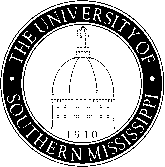 THE UNIVERSITY OF
SOUTHERN MISSISSIPPI
1910